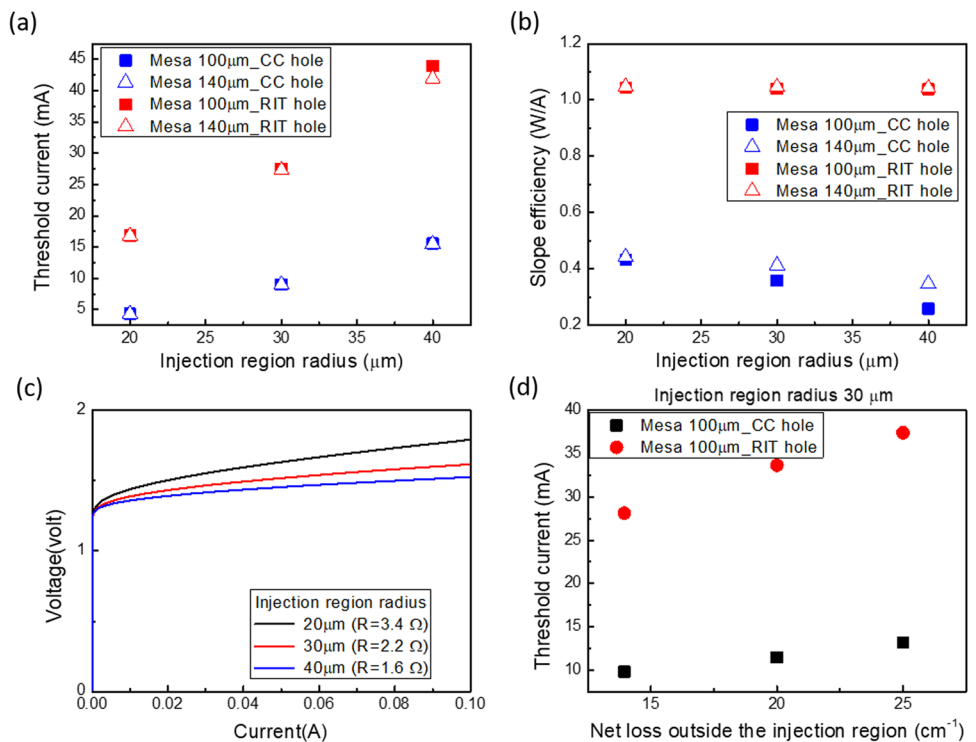 (a)
Threshold current (mA)
45
40
35
30
25
20
15
10
5
Mesa 100μm_CC hole
Mesa 140μm_CC hole
Mesa 100μm_RIT hole
Mesa 140μm_RIT hole
20 25 30 35 40
Injection region radius (μm)
(b)
Slope efficiency (W/A)
1.2
1.0
0.8
0.6
0.4
0.2
Mesa 100μm_CC hole
Mesa 140μm_CC hole
Mesa 100μm_RIT hole
Mesa 140μm_RIT hole
20 25 30 35 40
Injection region radius (μm)
(c)
Voltage(volt)
2
1
0
Injection region radius
20μm (R=3.4 Ω)
30μm (R=2.2 Ω)
40μm (R=1.6 Ω)
0.00 0.02 0.04 0.06 0.08 0.10
Current(A)
(d)
Injection region radius 30 μm
Threshold current (mA)
40
35
30
25
20
15
10
Mesa 100μm_CC hole
Mesa 100μm_RIT hole
15 20 25
Net loss outside the injection region (cm⁻¹)